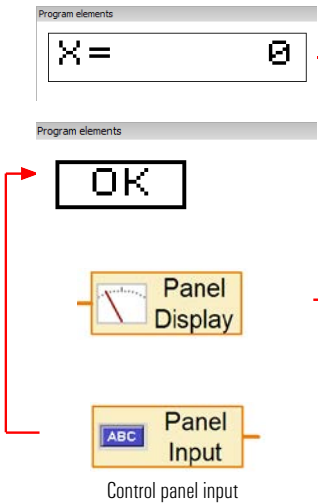 Program elements
X= 0
Program elements
OK
Panel
Display
ABC
Panel
Input
Control panel input